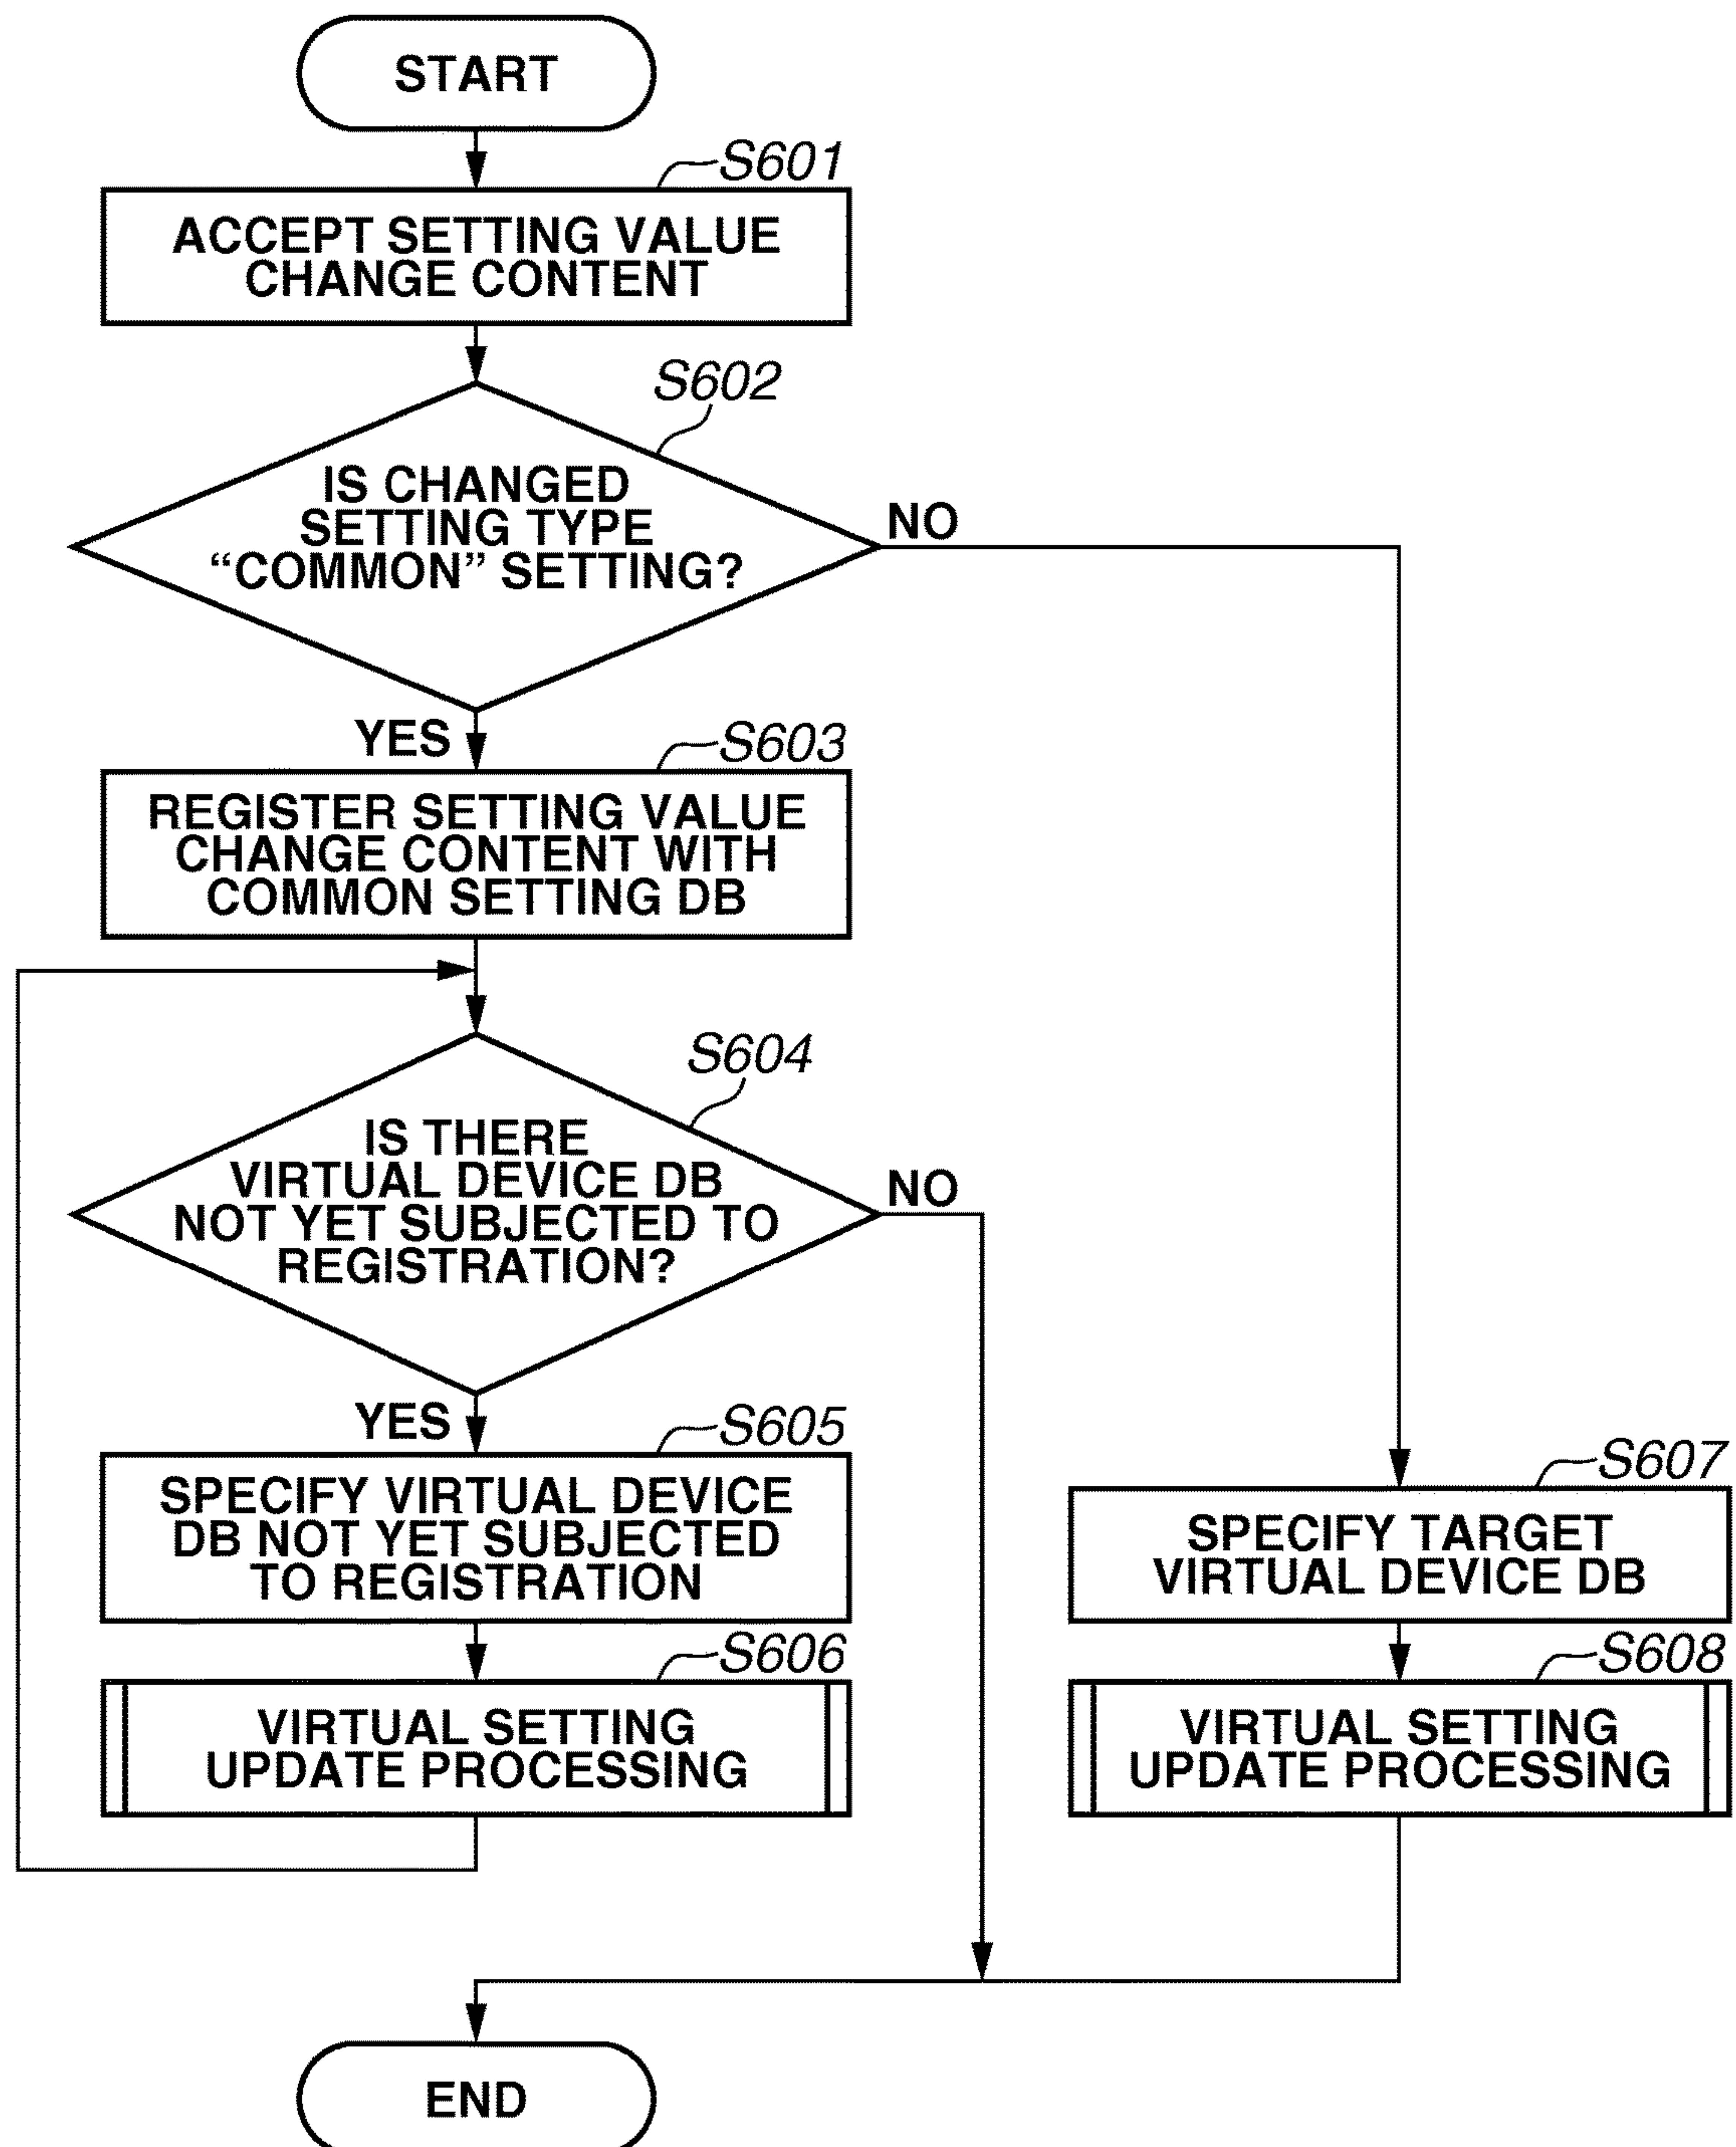 START
S601
ACCEPT SETTING VALUE
CHANGE CONTENT
S602
IS CHANGED
SETTING TYPE
“COMMON” SETTING?
NO
YES
S603
REGISTER SETTING VALUE
CHANGE CONTENT WITH
COMMON SETTING DB
S604
IS THERE
VIRTUAL DEVICE DB
NOT YET SUBJECTED TO
REGISTRATION?
NO
YES
S605
SPECIFY VIRTUAL DEVICE
DB NOT YET SUBJECTED
TO REGISTRATION
S606
VIRTUAL SETTING
UPDATE PROCESSING
S607
SPECIFY TARGET
VIRTUAL DEVICE DB
S608
VIRTUAL SETTING
UPDATE PROCESSING
END